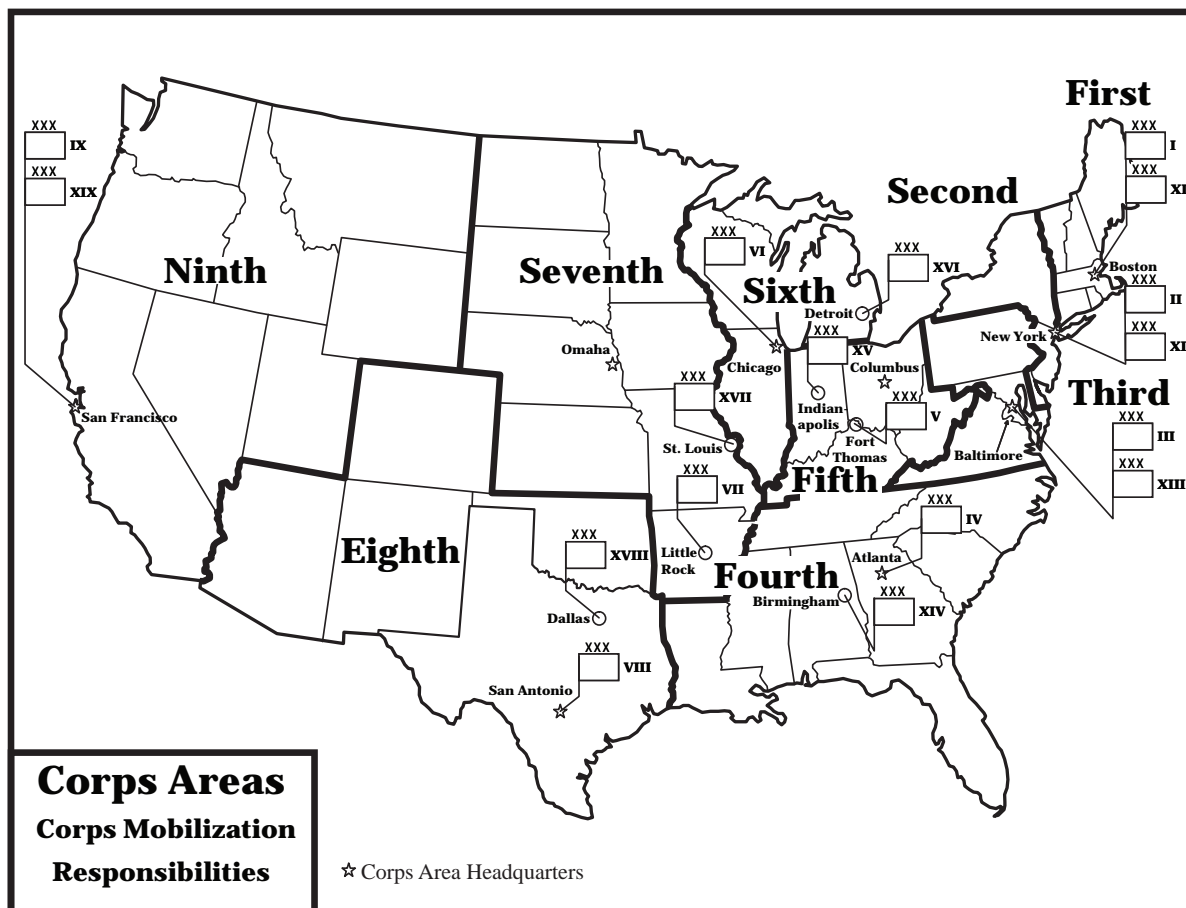 First
XXX
I
XXX
XI
XXX
IX
XXX
XIX
Second
XXX
VI
XXX
XVI
Ninth
Seventh
Sixth
Boston
XXX
II
Detroit
New York
XXX
XI
XXX
XV
Omaha
Chicago
Columbus
Third
XXX
XVII
Indian-
apolis
XXX
V
San Francisco
St. Louis
Fort
Thomas
Baltimore
XXX
III
XXX
XIII
XXX
VII
Fifth
XXX
IV
Eighth
XXX
XVIII
Little
Rock
Atlanta
Fourth
Birmingham
XXX
XIV
Dallas
XXX
VIII
San Antonio
Corps Areas
Corps Mobilization
Responsibilities
Corps Area Headquarters